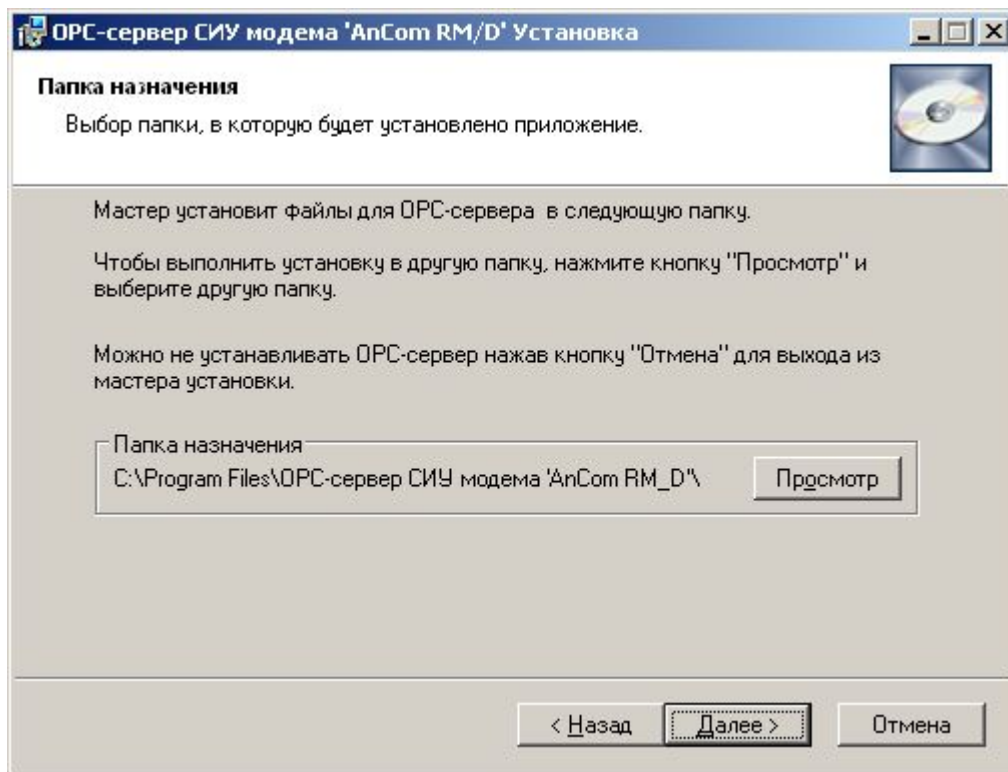 ОРС-сервер СИУ модема 'AnCom RM/D' Установка
Папка назначения
Выбор папки, в которую будет установлено приложение.
Мастер установит файлы для ОРС-сервера в следующую папку.
Чтобы выполнить установку в другую папку, нажмите кнопку "Просмотр" и
выберите другую папку.
Можно не устанавливать ОРС-сервер нажав кнопку "Отмена" для выхода из
мастера установки.
Папка назначения
C:\Program Files\ОРС-сервер СИУ модема 'AnCom RM_D'\
Просмотр
< Назад
Далее >
Отмена